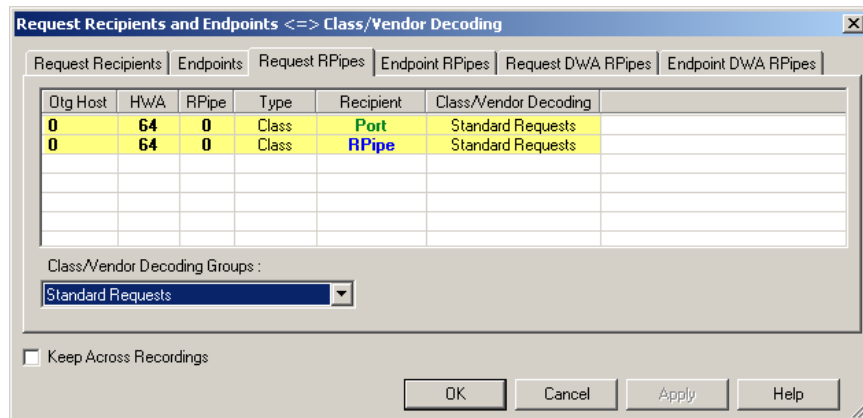 Request Recipients and Endpoints <=> Class/Vendor Decoding
Request Recipients Endpoints Request RPipes Endpoint RPipes Request DWA RPipes Endpoint DWA RPipes
Otg Host HWA RPipe Type Recipient Class/Vendor Decoding
0 64 0 Class Port Standard Requests
0 64 0 Class RPipe Standard Requests
Class/Vendor Decoding Groups :
Standard Requests
Keep Across Recordings
OK Cancel Apply Help